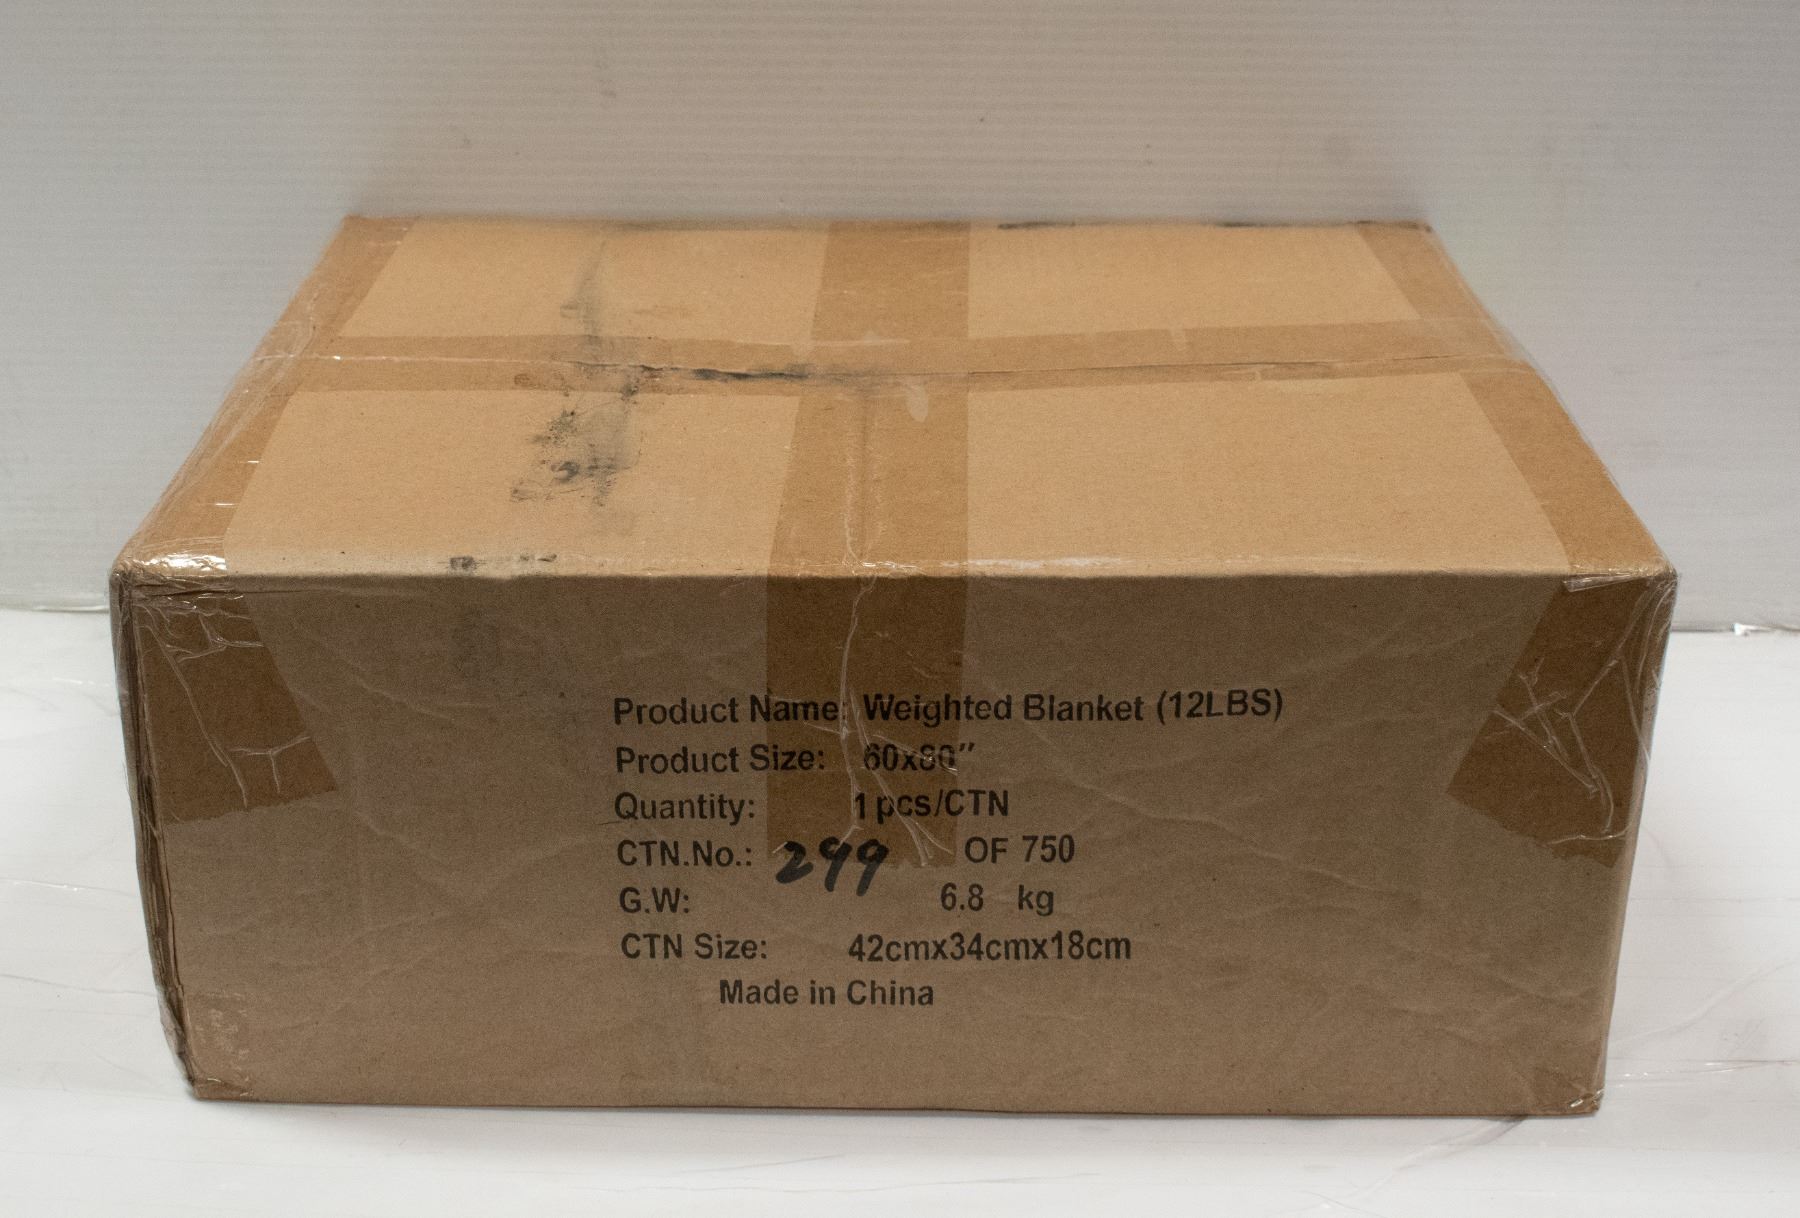 Product Name: Weighted Blanket (12LBS)
Product Size: 60x80"
Quantity: 1 pcs/CTN
CTN.No.: 299 OF 750
G.W: 6.8 kg
CTN Size: 42cmx34cmx18cm
Made in China